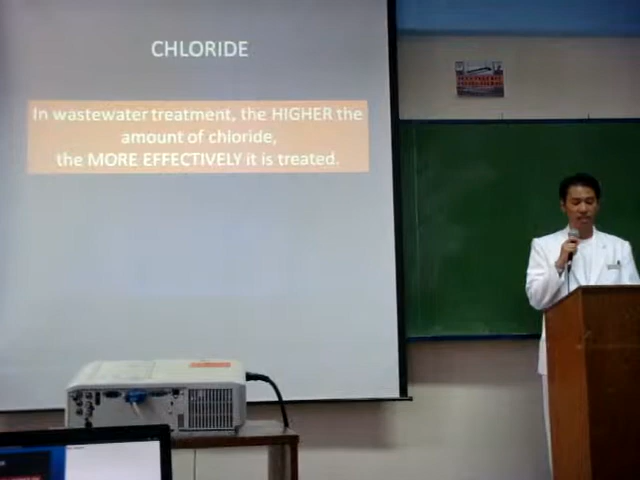 CHLORIDE
In wastewater treatment, the HIGHER the
amount of chloride,
the MORE EFFECTIVELY it is treated.